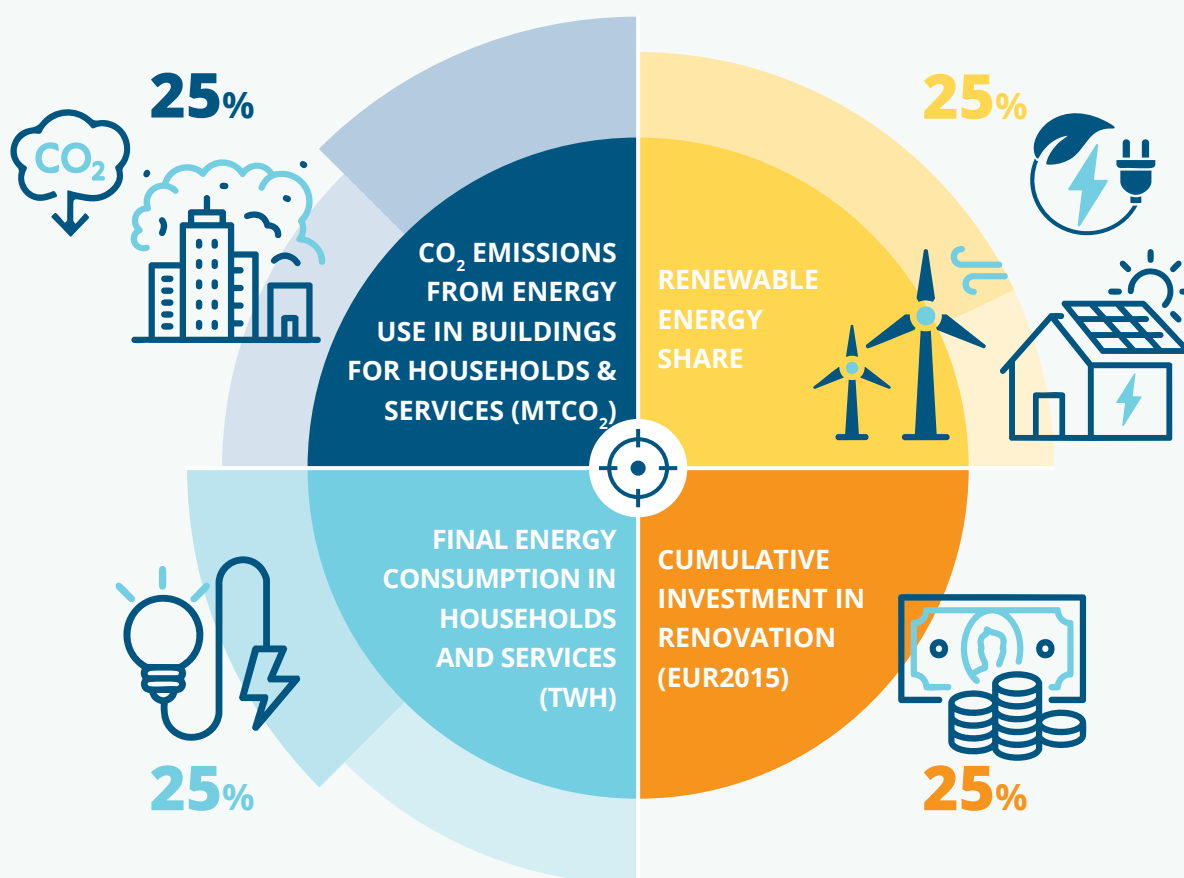 25%
CO₂
CO₂ EMISSIONS
FROM ENERGY
USE IN BUILDINGS
FOR HOUSEHOLDS &
SERVICES (MTCO₂)
25%
RENEWABLE
ENERGY
SHARE
FINAL ENERGY
CONSUMPTION IN
HOUSEHOLDS
AND SERVICES
(TWH)
25%
CUMULATIVE
INVESTMENT IN
RENOVATION
(EUR2015)
25%